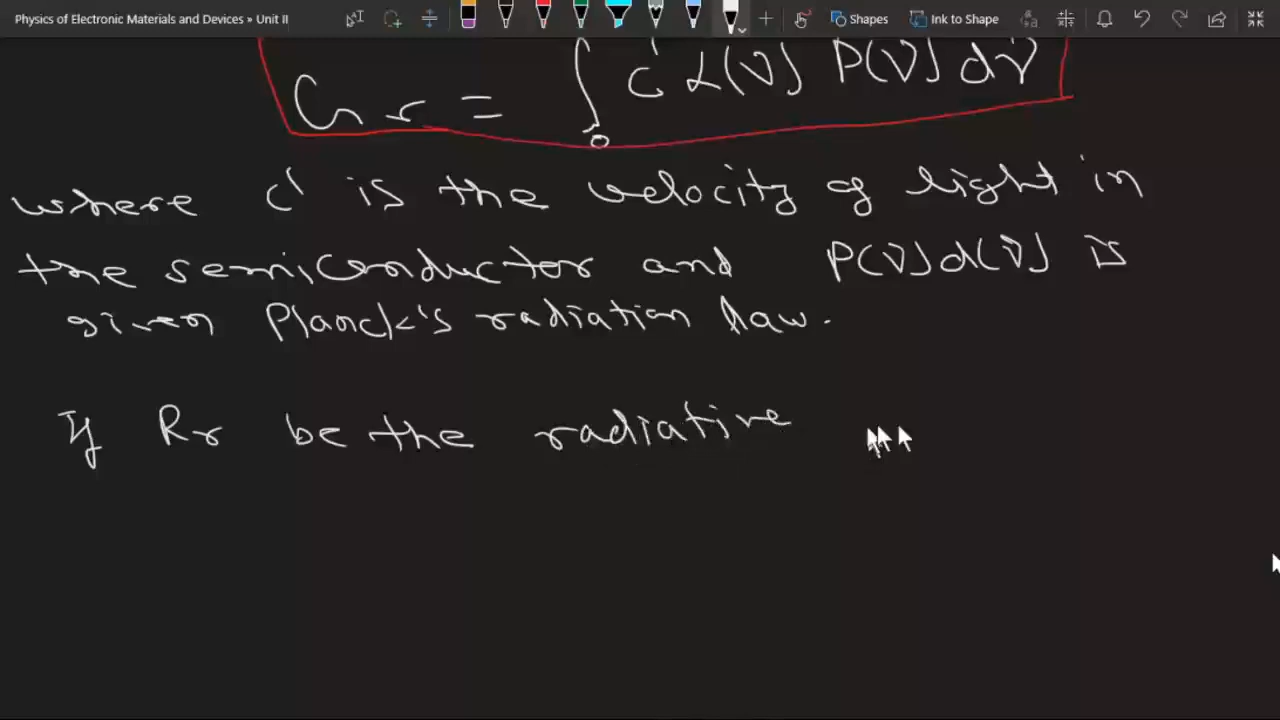 Physics of Electronic Materials and Devices » Unit II
Shapes
Ink to Shape
Gr = ∫₀ c' α(ν) P(ν) dν
where c' is the velocity of light in
the semiconductor and P(ν)d(ν) is
given Planck's radiation law.
If Rr be the radiative